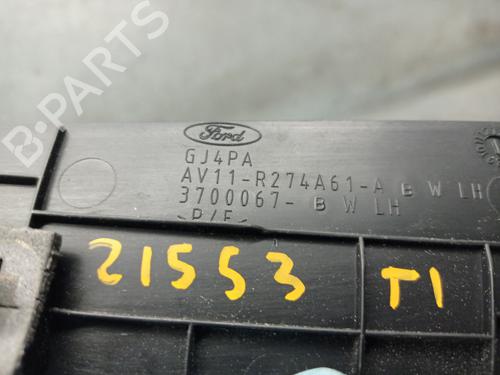 B-PARTS
Ford
GJ4PA
AV11-R274A61-A B W LH
3700067- B W LH
21553 T1